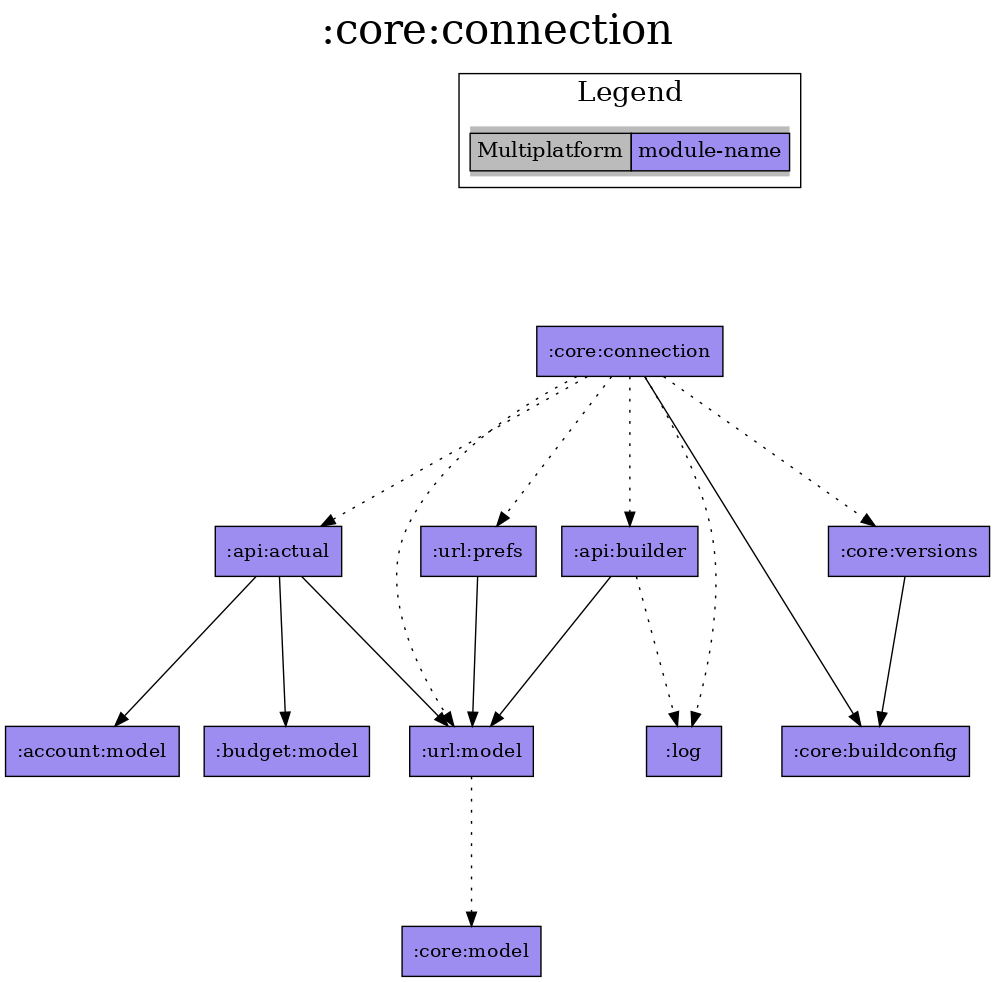 :core:connection
Legend
Multiplatform module-name
:core:connection
:api:actual
:url:prefs
:api:builder
:core:versions
:account:model
:budget:model
:url:model
:log
:core:buildconfig
:core:model